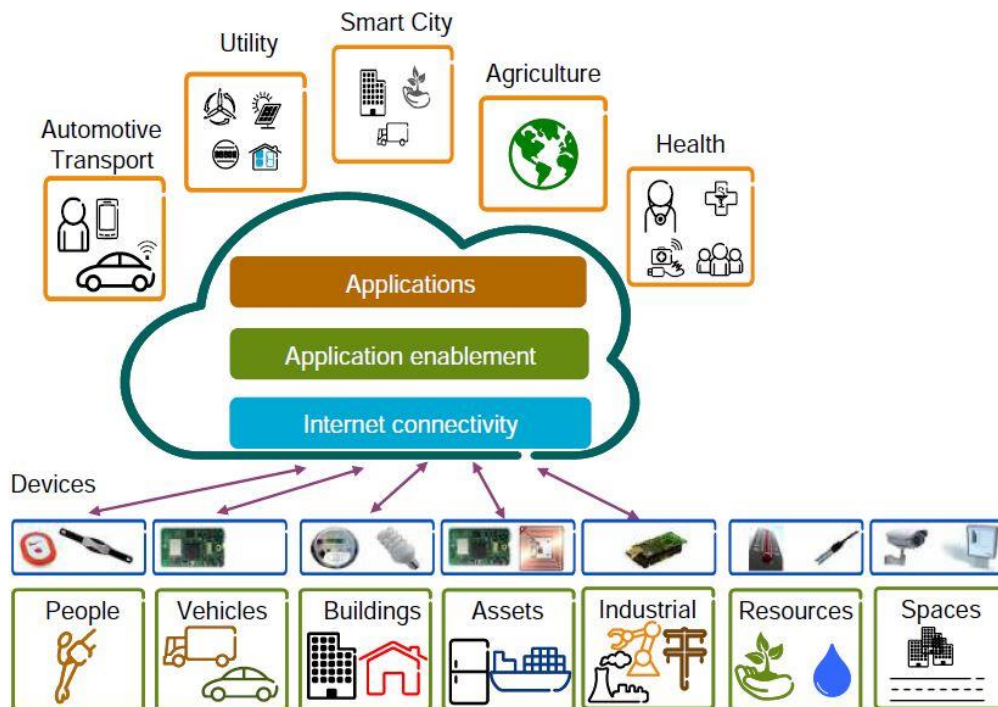 Smart City
Utility
Agriculture
Automotive
Transport
Health
Applications
Application enablement
Internet connectivity
Devices
People
Vehicles
Buildings
Assets
Industrial
Resources
Spaces